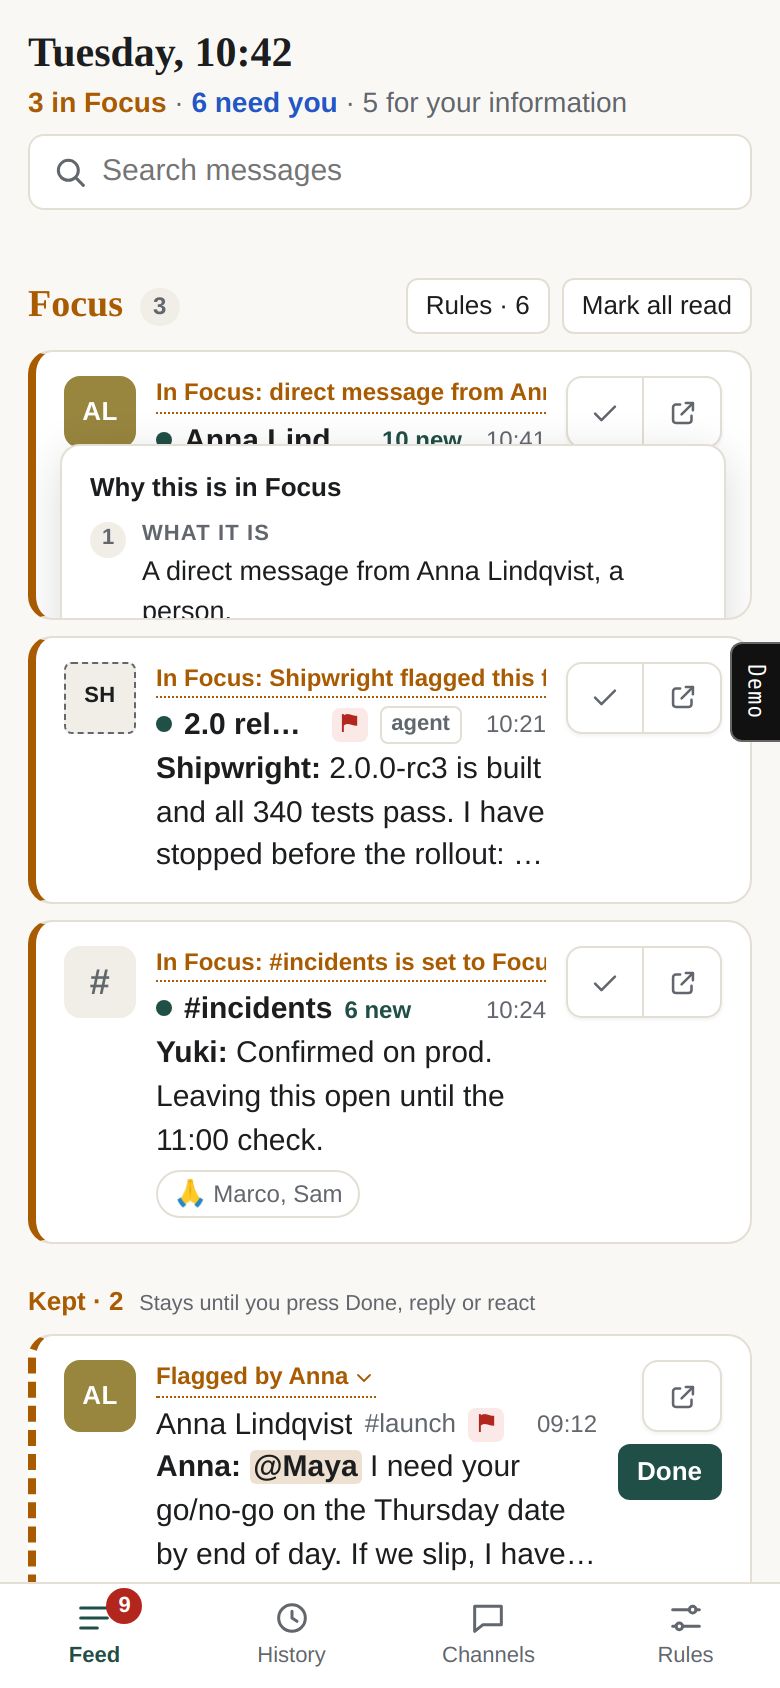 Tuesday, 10:42
3 in Focus · 6 need you · 5 for your information
Search messages
Focus 3 Rules · 6 Mark all read
AL In Focus: direct message from
Anna Lind 10 new 10:41
Why this is in Focus
1 WHAT IT IS
A direct message from Anna Lindqvist, a
person.
SH In Focus: Shipwright flagged this
2.0 rel… agent 10:21
Shipwright: 2.0.0-rc3 is built
and all 340 tests pass. I have
stopped before the rollout: …
Demo
# In Focus: #incidents is set to Focu
#incidents 6 new 10:24
Yuki: Confirmed on prod.
Leaving this open until the
11:00 check.
🙏 Marco, Sam
Kept · 2 Stays until you press Done, reply or react
AL Flagged by Anna
Anna Lindqvist #launch 09:12
Anna: @Maya I need your
go/no-go on the Thursday date
by end of day. If we slip, I have…
Done
9
Feed History Channels Rules